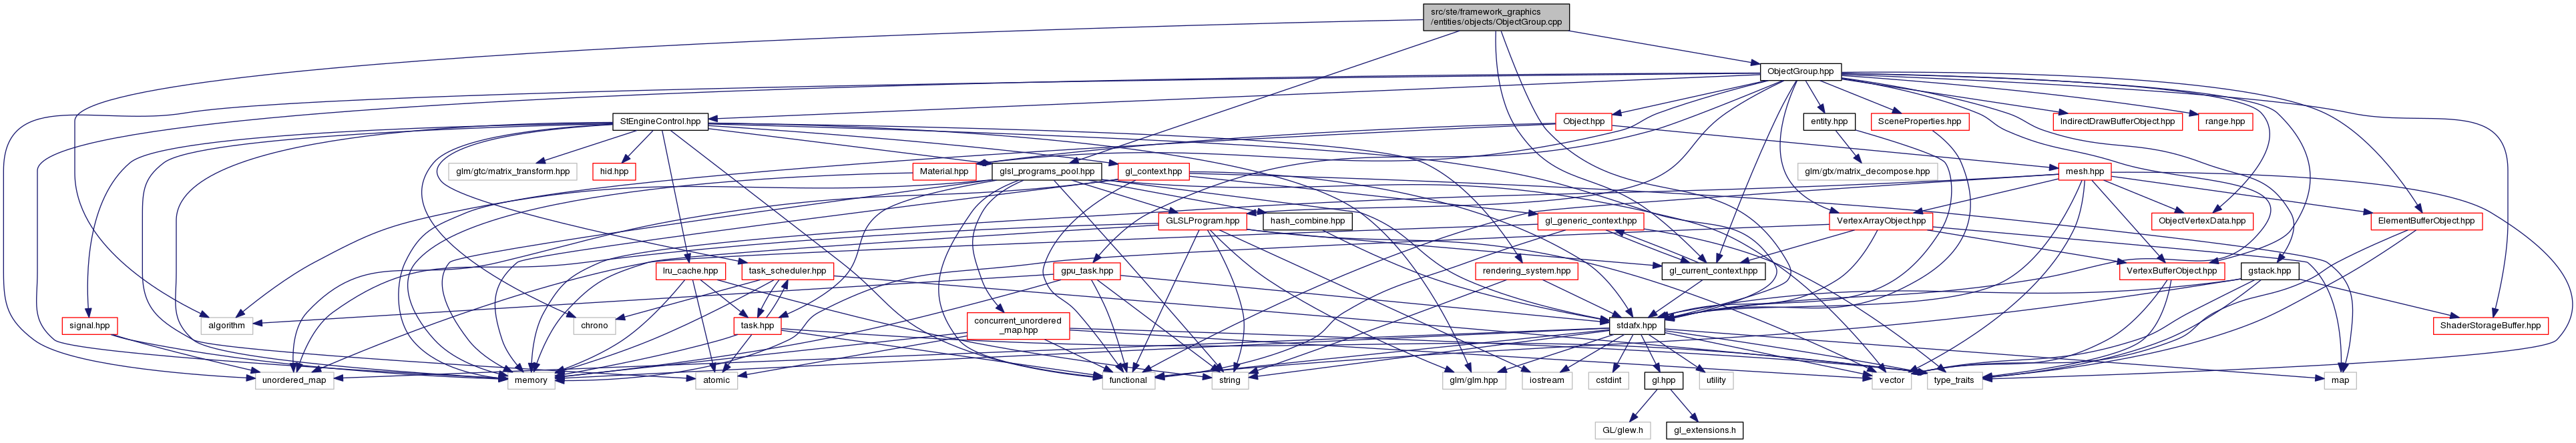 src/ste/framework_graphics
/entities/objects/ObjectGroup.cpp
ObjectGroup.hpp
StEngineControl.hpp
Object.hpp
entity.hpp
SceneProperties.hpp
IndirectDrawBufferObject.hpp
range.hpp
glm/gtc/matrix_transform.hpp
hid.hpp
Material.hpp
glsl_programs_pool.hpp
gl_context.hpp
glm/gtx/matrix_decompose.hpp
mesh.hpp
GLSLProgram.hpp
hash_combine.hpp
gl_generic_context.hpp
VertexArrayObject.hpp
ObjectVertexData.hpp
ElementBufferObject.hpp
lru_cache.hpp
task_scheduler.hpp
gpu_task.hpp
rendering_system.hpp
gl_current_context.hpp
VertexBufferObject.hpp
gstack.hpp
signal.hpp
algorithm
chrono
task.hpp
concurrent_unordered
_map.hpp
stdafx.hpp
ShaderStorageBuffer.hpp
unordered_map
memory
atomic
functional
string
glm/glm.hpp
iostream
cstdint
gl.hpp
utility
vector
type_traits
map
GL/glew.h
gl_extensions.h